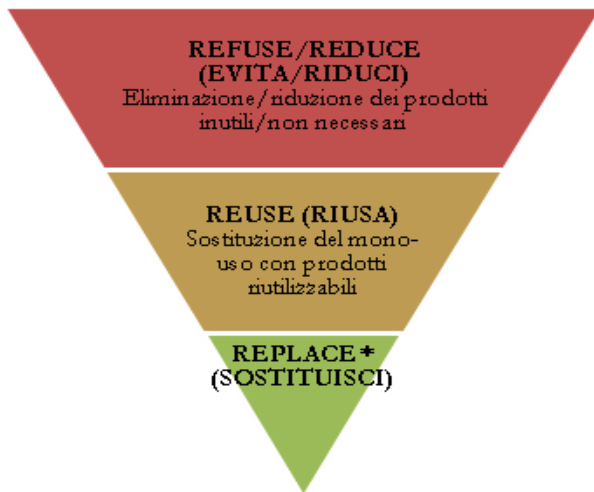 REFUSE/REDUCE
(EVITA/RIDUCI)
Eliminazione/riduzione dei prodotti
inutili/non necessari
REUSE (RIUSA)
Sostituzione del mono-
uso con prodotti
riutilizzabili
REPLACE*
(SOSTITUISCI)